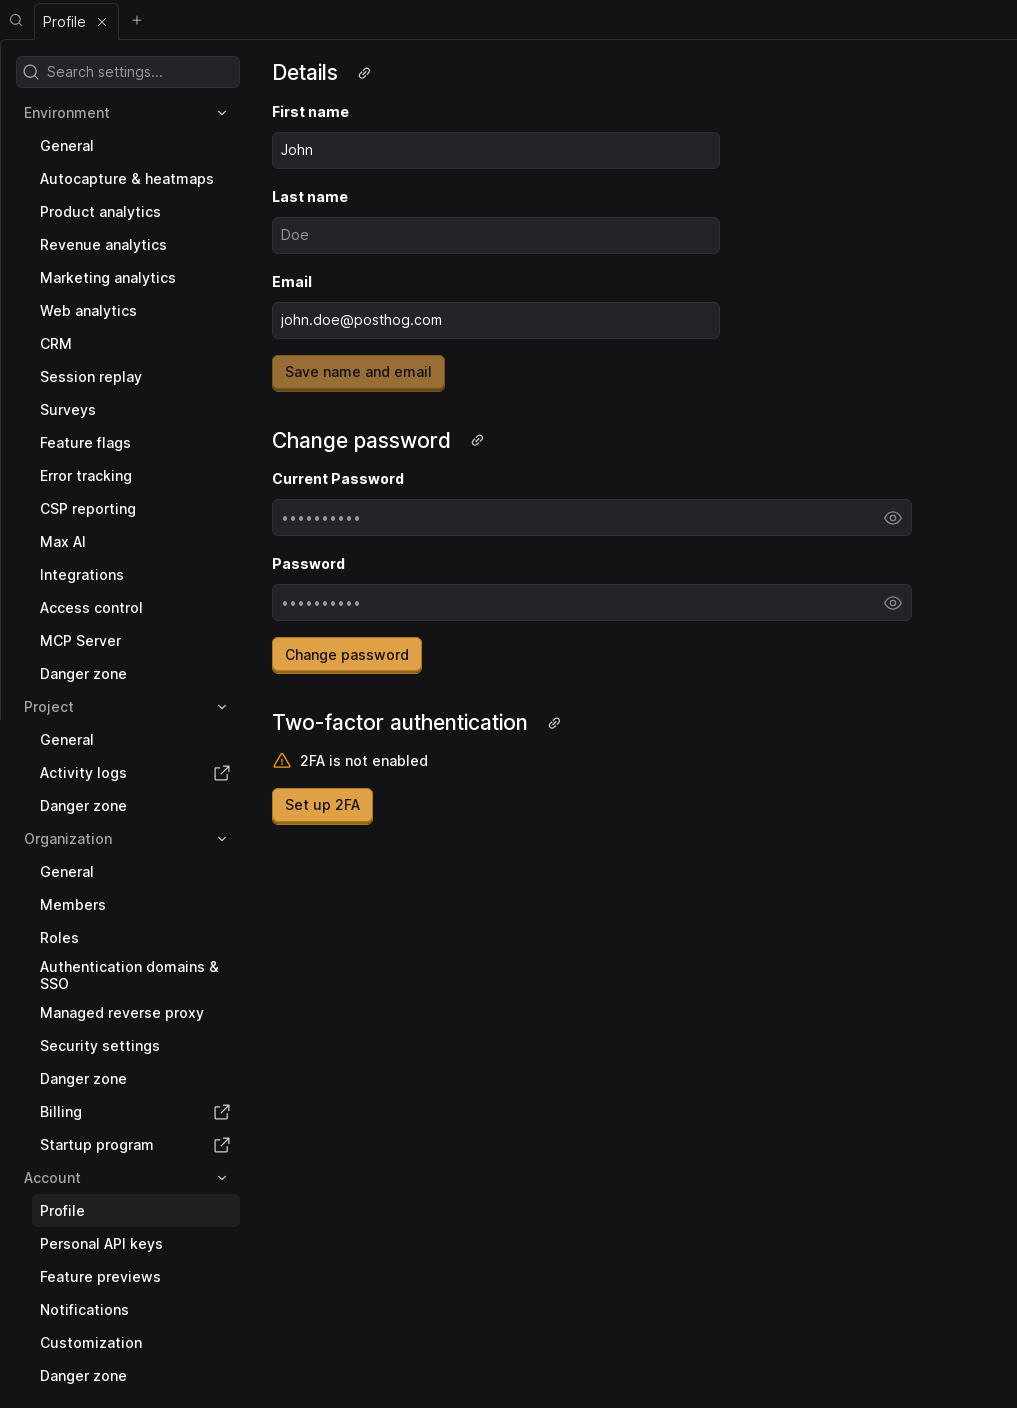 Profile
Search settings...
Environment
General
Autocapture & heatmaps
Product analytics
Revenue analytics
Marketing analytics
Web analytics
CRM
Session replay
Surveys
Feature flags
Error tracking
CSP reporting
Max AI
Integrations
Access control
MCP Server
Danger zone
Project
General
Activity logs
Danger zone
Organization
General
Members
Roles
Authentication domains &
SSO
Managed reverse proxy
Security settings
Danger zone
Billing
Startup program
Account
Profile
Personal API keys
Feature previews
Notifications
Customization
Danger zone
Details
First name
John
Last name
Doe
Email
john.doe@posthog.com
Save name and email
Change password
Current Password
••••••••••
Password
••••••••••
Change password
Two-factor authentication
2FA is not enabled
Set up 2FA